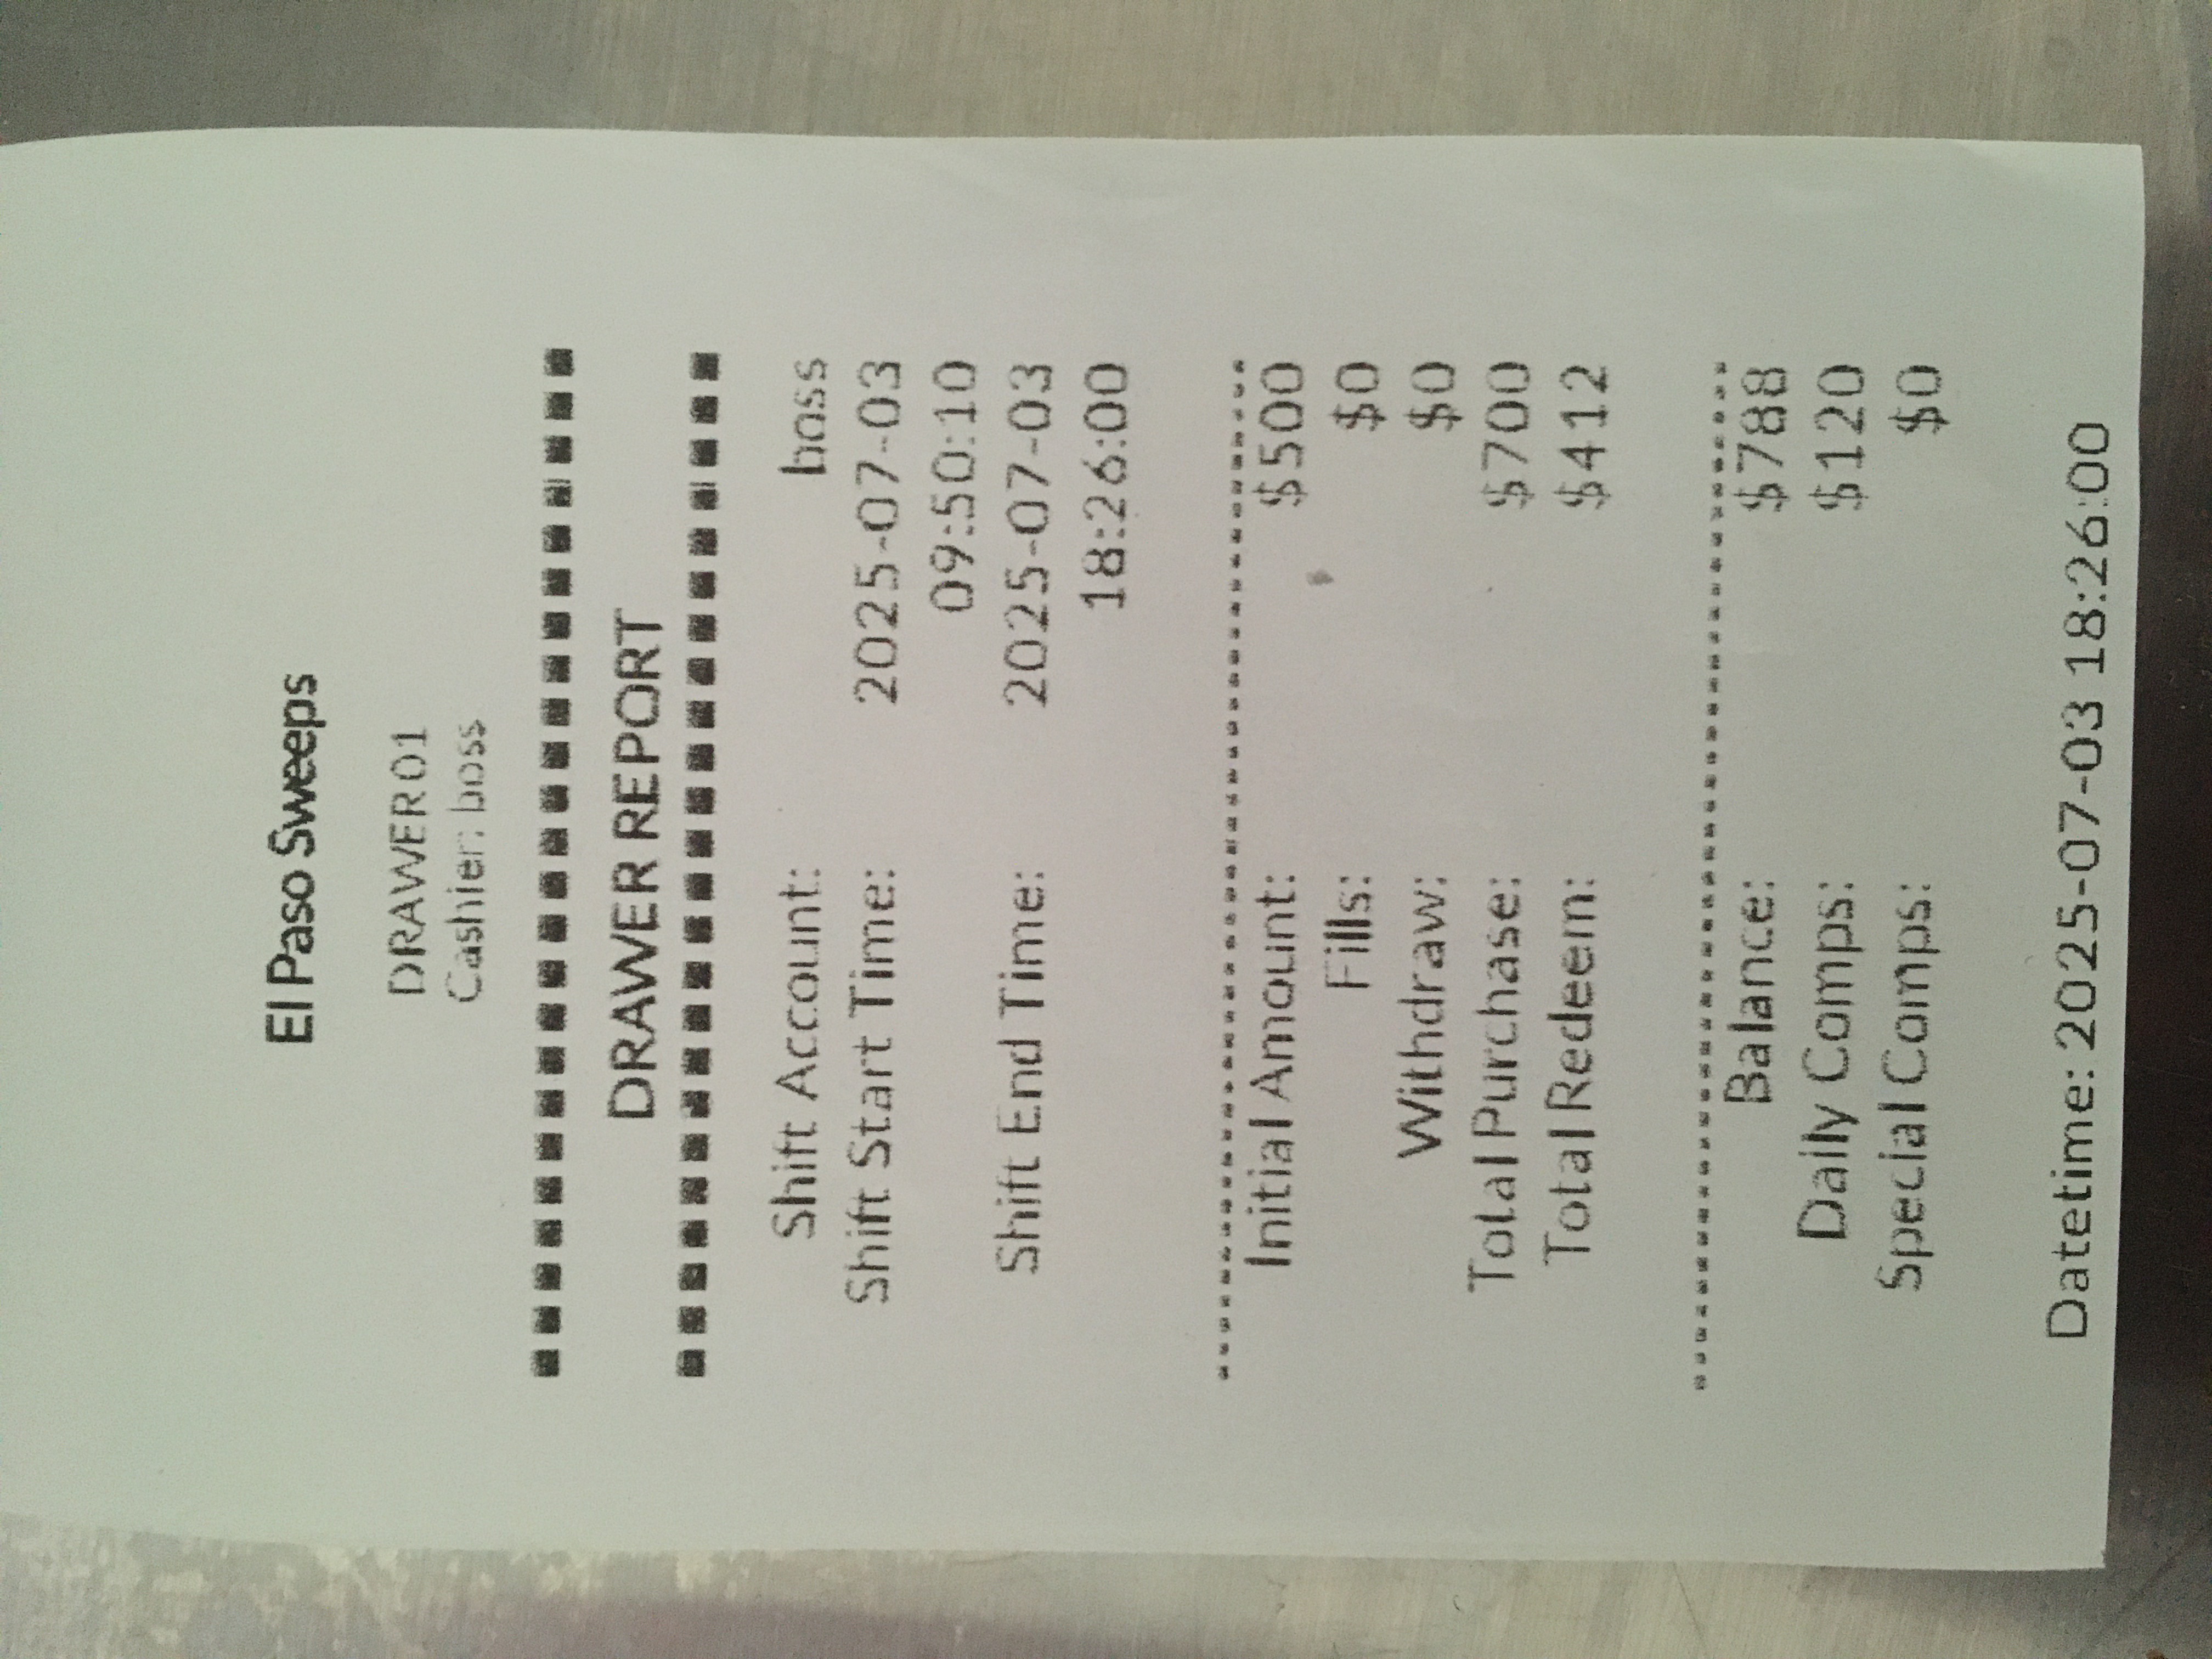 El Paso Sweeps
DRAWER01
Cashier: boss
DRAWER REPORT
Shift Account: boss
Shift Start Time: 2025-07-03
09:50:10
Shift End Time: 2025-07-03
18:26:00
Initial Amount: $500
Fills: $0
Withdraw: $0
Total Purchase: $700
Total Redeem: $412
Balance: $788
Daily Comps: $120
Special Comps: $0
Datetime: 2025-07-03 18:26:00